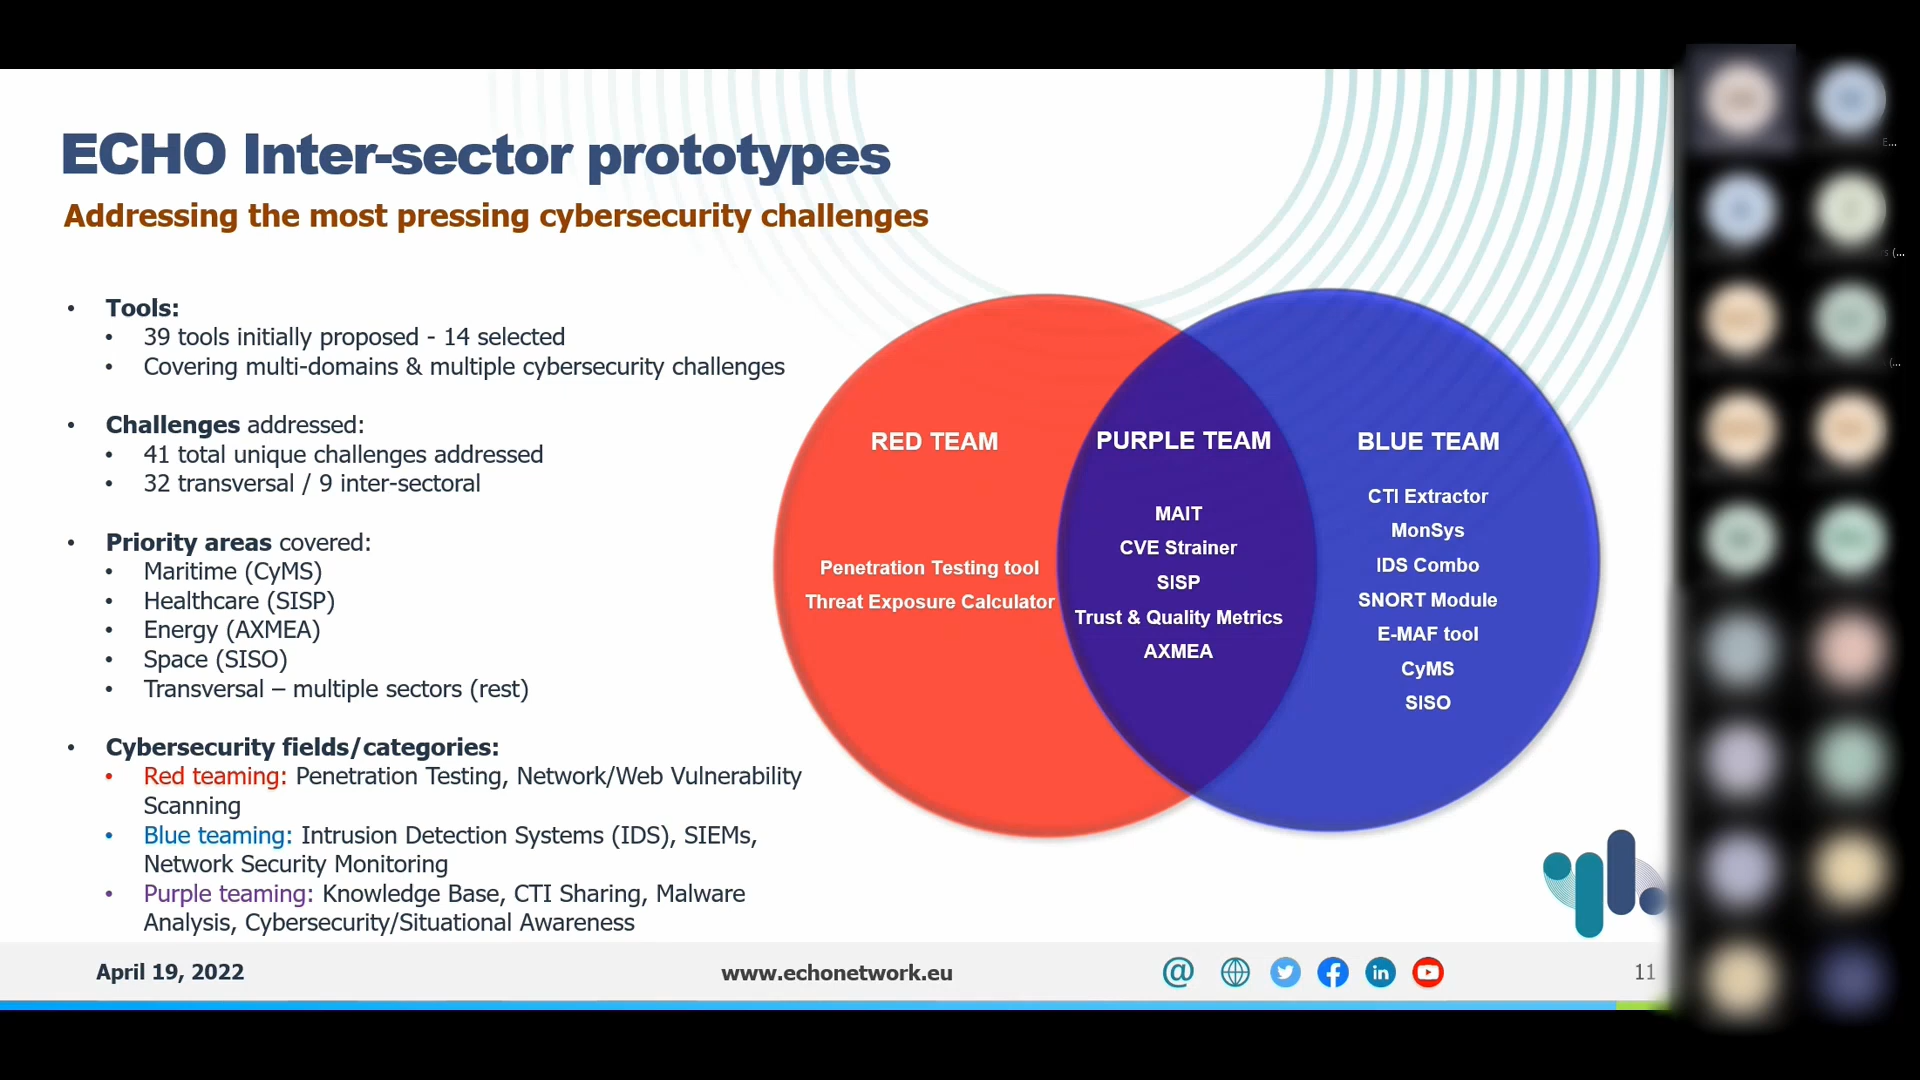 ECHO Inter-sector prototypes
Addressing the most pressing cybersecurity challenges
• Tools:
• 39 tools initially proposed - 14 selected
• Covering multi-domains & multiple cybersecurity challenges
• Challenges addressed:
• 41 total unique challenges addressed
• 32 transversal / 9 inter-sectoral
• Priority areas covered:
• Maritime (CyMS)
• Healthcare (SISP)
• Energy (AXMEA)
• Space (SISO)
• Transversal – multiple sectors (rest)
• Cybersecurity fields/categories:
• Red teaming: Penetration Testing, Network/Web Vulnerability
Scanning
• Blue teaming: Intrusion Detection Systems (IDS), SIEMs,
Network Security Monitoring
• Purple teaming: Knowledge Base, CTI Sharing, Malware
Analysis, Cybersecurity/Situational Awareness
RED TEAM
Penetration Testing tool
Threat Exposure Calculator
PURPLE TEAM
MAIT
CVE Strainer
SISP
Trust & Quality Metrics
AXMEA
BLUE TEAM
CTI Extractor
MonSys
IDS Combo
SNORT Module
E-MAF tool
CyMS
SISO
April 19, 2022
www.echonetwork.eu
11